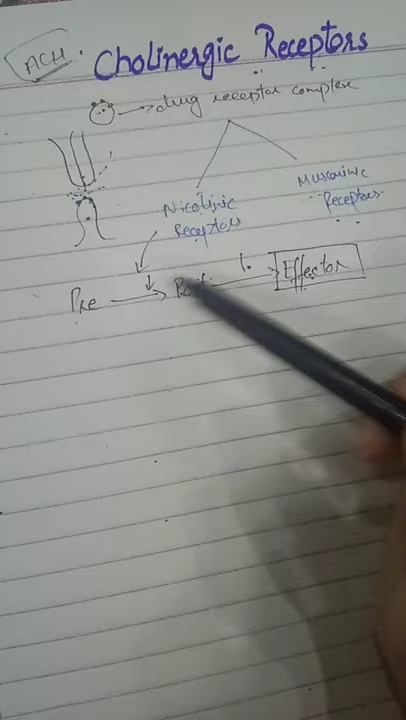 ACH.
Cholinergic Receptors
drug receptor complex
Nicotinic
Receptors
Muscarinic
Receptors
Pre
Effector